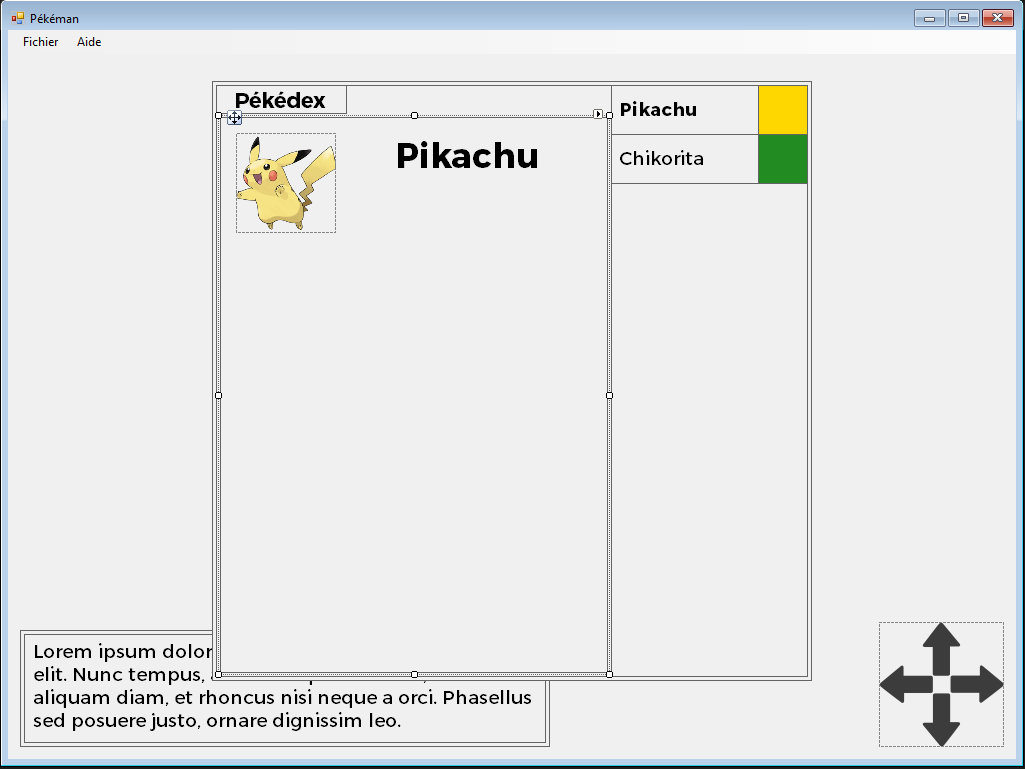 Pékéman
Fichier Aide
Pékédex
Pikachu
Pikachu
Chikorita
Lorem ipsum dolor
elit. Nunc tempus,
aliquam diam, et rhoncus nisi neque a orci. Phasellus
sed posuere justo, ornare dignissim leo.